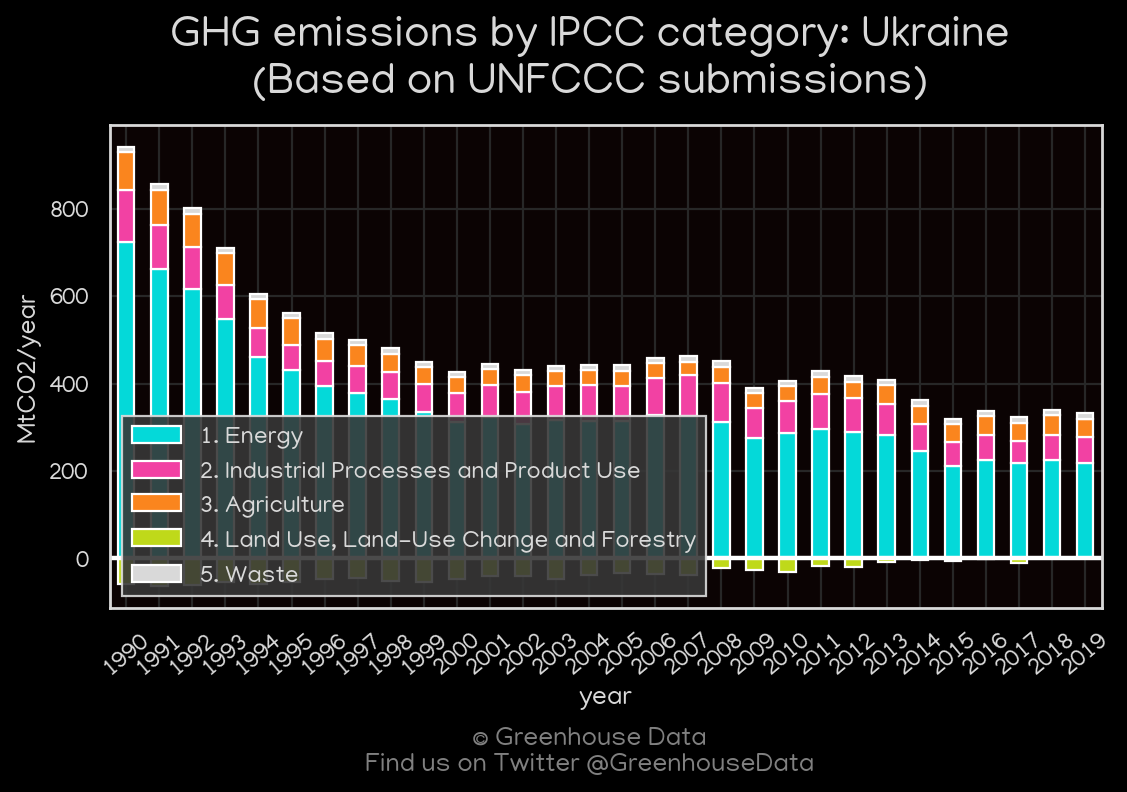 GHG emissions by IPCC category: Ukraine
(Based on UNFCCC submissions)
MtCO2/year
800
600
400
200
0
1. Energy
2. Industrial Processes and Product Use
3. Agriculture
4. Land Use, Land-Use Change and Forestry
5. Waste
1990 1991 1992 1993 1994 1995 1996 1997 1998 1999 2000 2001 2002 2003 2004 2005 2006 2007 2008 2009 2010 2011 2012 2013 2014 2015 2016 2017 2018 2019
year
© Greenhouse Data
Find us on Twitter @GreenhouseData